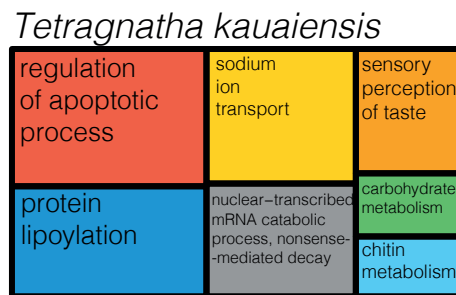 Tetragnatha kauaiensis
regulation
of apoptotic
process
protein
lipoylation
sodium
ion
transport
nuclear–transcribed
mRNA catabolic
process, nonsense-
-mediated decay
sensory
perception
of taste
carbohydrate
metabolism
chitin
metabolism